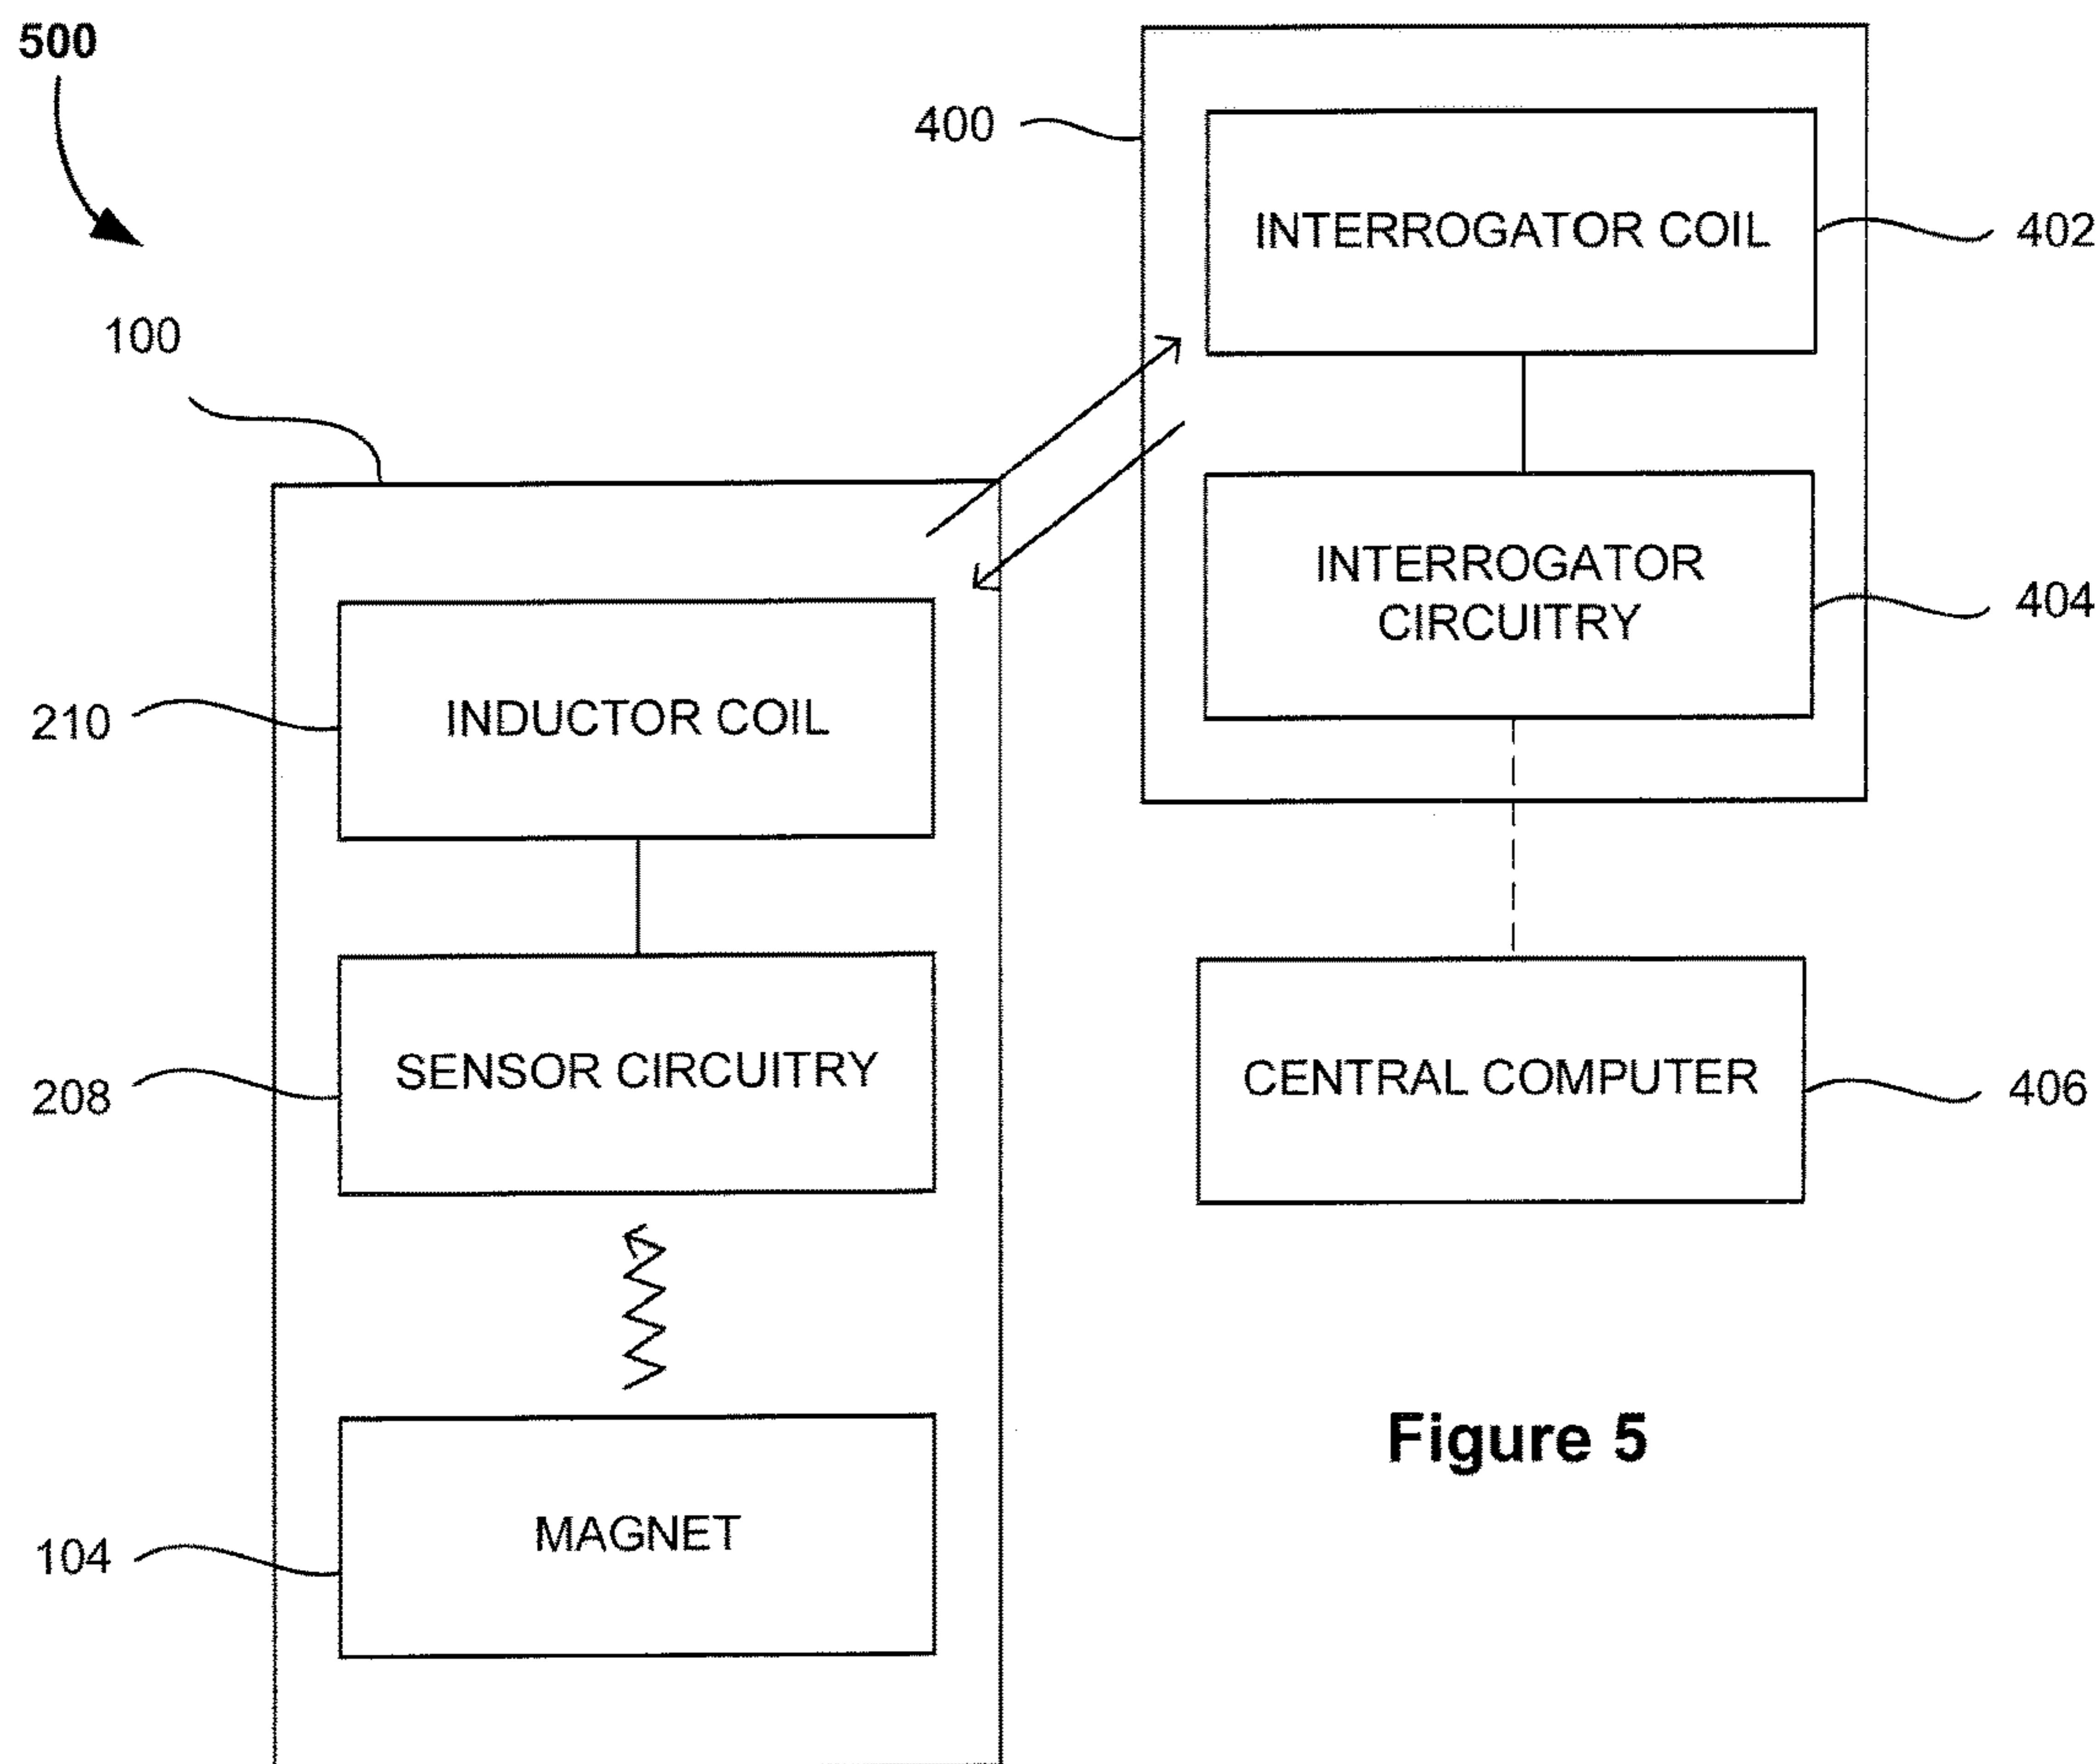 500
400
INTERROGATOR COIL
402
100
INTERROGATOR
CIRCUITRY
404
210
INDUCTOR COIL
SENSOR CIRCUITRY
208
CENTRAL COMPUTER
406
Figure 5
MAGNET
104